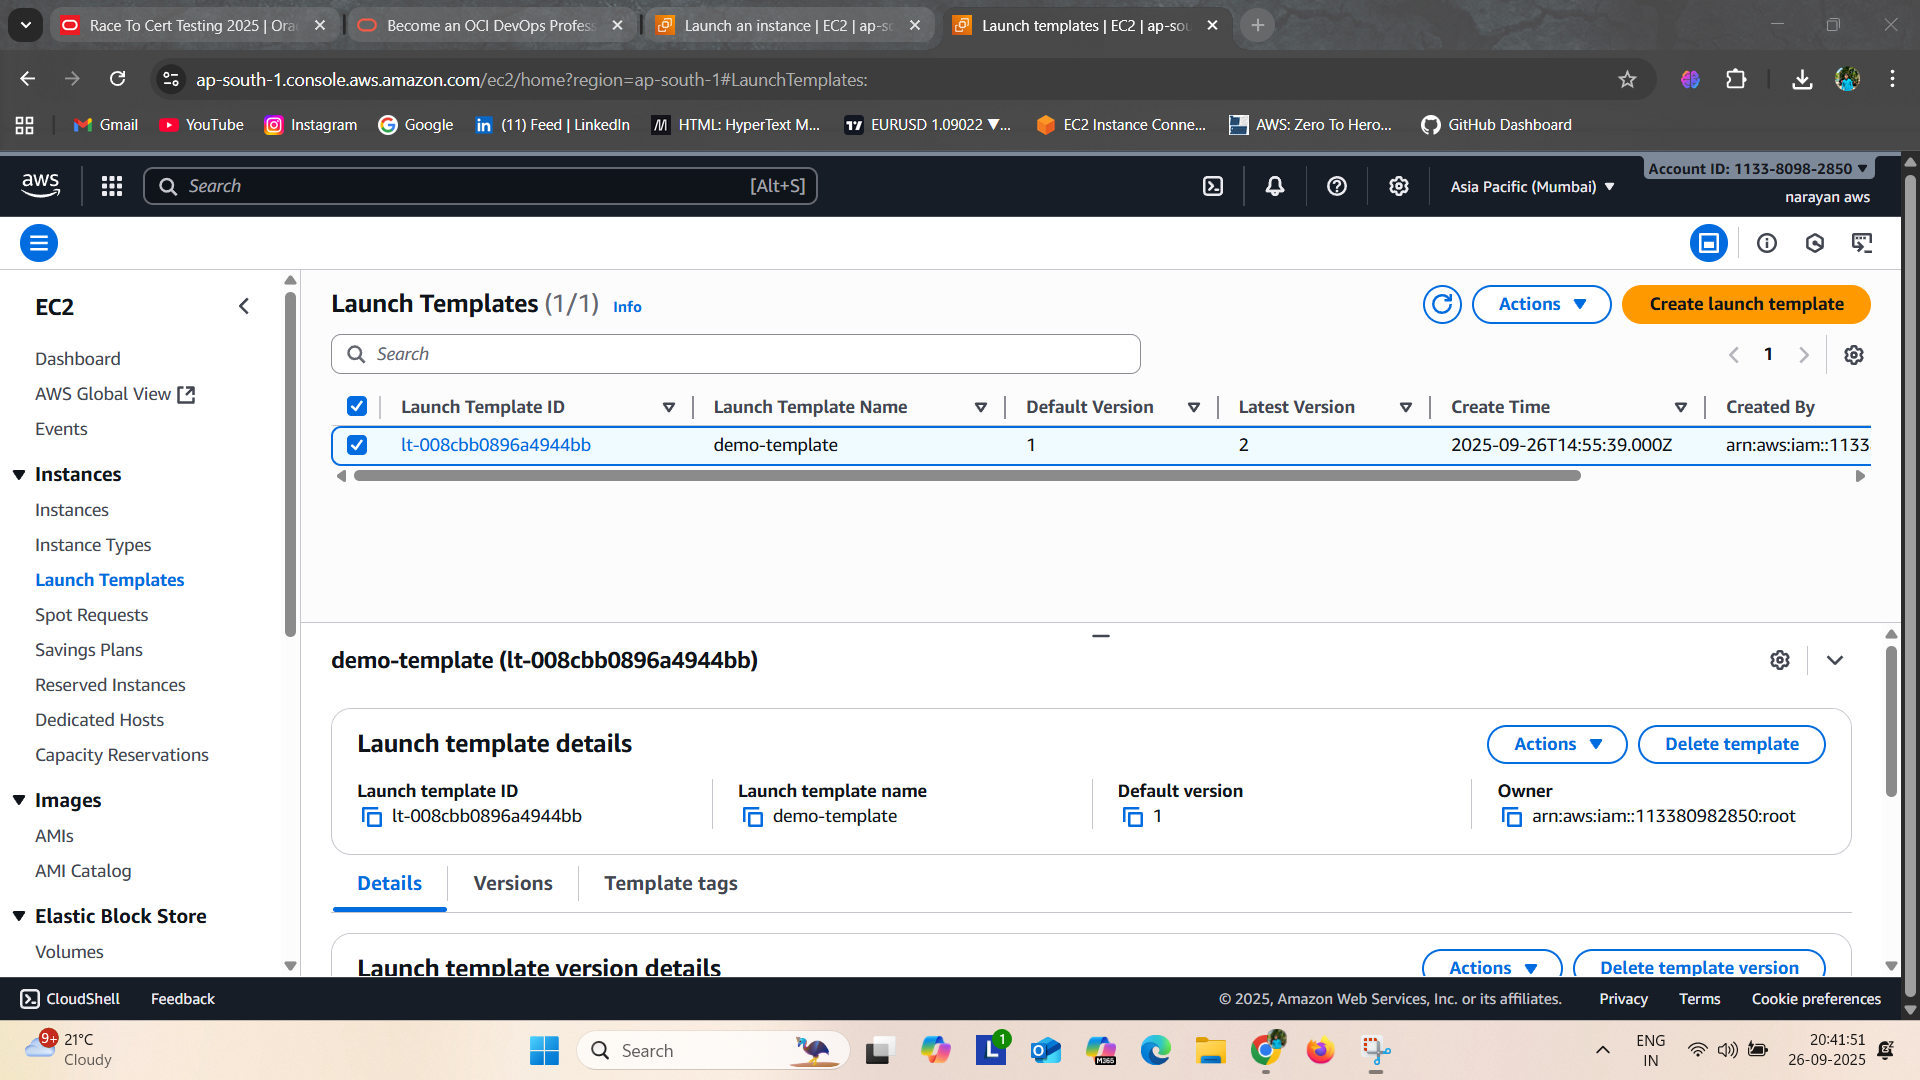 Race To Cert Testing 2025 | Ora
Become an OCI DevOps Profess
Launch an instance | EC2 | ap-so
Launch templates | EC2 | ap-sou
ap-south-1.console.aws.amazon.com/ec2/home?region=ap-south-1#LaunchTemplates:
Gmail
YouTube
Instagram
Google
(11) Feed | LinkedIn
HTML: HyperText M...
EURUSD 1.09022 ▼...
EC2 Instance Conne...
AWS: Zero To Hero...
GitHub Dashboard
aws
Search
[Alt+S]
Asia Pacific (Mumbai) ▼
Account ID: 1133-8098-2850 ▼
narayan aws
EC2
Dashboard
AWS Global View
Events
Instances
Instances
Instance Types
Launch Templates
Spot Requests
Savings Plans
Reserved Instances
Dedicated Hosts
Capacity Reservations
Images
AMIs
AMI Catalog
Elastic Block Store
Volumes
Launch Templates (1/1) Info
Actions
Create launch template
Search
1
Launch Template ID
Launch Template Name
Default Version
Latest Version
Create Time
Created By
lt-008cbb0896a4944bb
demo-template
1
2
2025-09-26T14:55:39.000Z
arn:aws:iam::1133
demo-template (lt-008cbb0896a4944bb)
Launch template details
Actions
Delete template
Launch template ID
lt-008cbb0896a4944bb
Launch template name
demo-template
Default version
1
Owner
arn:aws:iam::113380982850:root
Details
Versions
Template tags
Launch template version details
Actions
Delete template version
CloudShell
Feedback
© 2025, Amazon Web Services, Inc. or its affiliates.
Privacy
Terms
Cookie preferences
9+
21°C
Cloudy
Search
L
1
M365
ENG
IN
20:41:51
26-09-2025